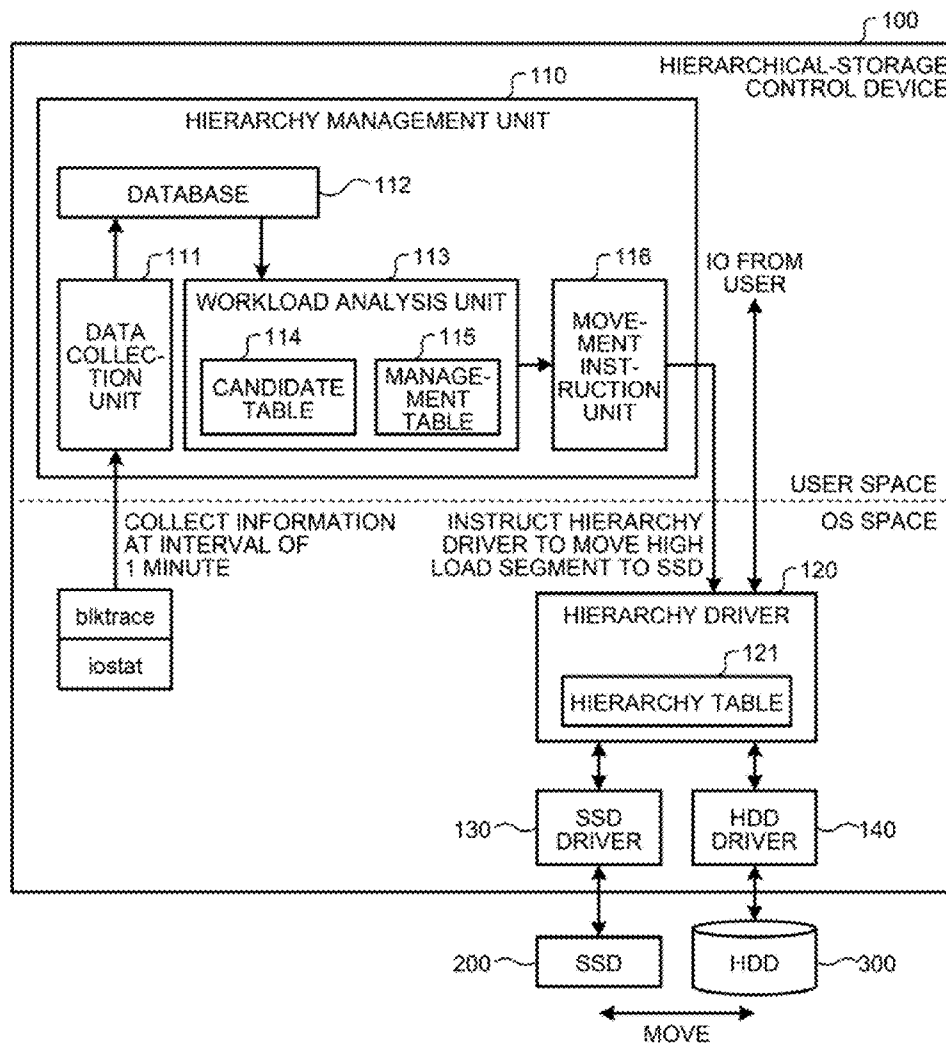 100
HIERARCHICAL-STORAGE
CONTROL DEVICE
110
HIERARCHY MANAGEMENT UNIT
DATABASE
112
111
DATA
COLLEC-
TION
UNIT
113
WORKLOAD ANALYSIS UNIT
114
CANDIDATE
TABLE
115
MANAGE-
MENT
TABLE
116
MOVE-
MENT
INST-
RUCTION
UNIT
IO FROM
USER
USER SPACE
OS SPACE
COLLECT INFORMATION
AT INTERVAL OF
1 MINUTE
INSTRUCT HIERARCHY
DRIVER TO MOVE HIGH
LOAD SEGMENT TO SSD
blktrace
iostat
120
HIERARCHY DRIVER
121
HIERARCHY TABLE
130
SSD
DRIVER
HDD
DRIVER
140
200
SSD
HDD
300
MOVE